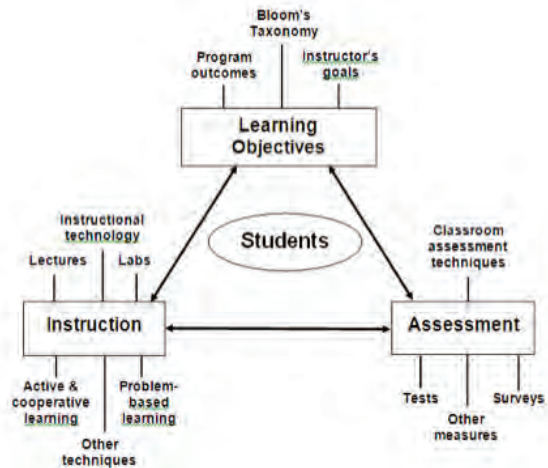 Bloom's
Taxonomy
Program
outcomes
Instructor's
goals
Learning
Objectives
Instructional
technology
Lectures
Labs
Students
Classroom
assessment
techniques
Instruction
Assessment
Active &
cooperative
learning
Problem-
based
learning
Other
techniques
Tests
Surveys
Other
measures